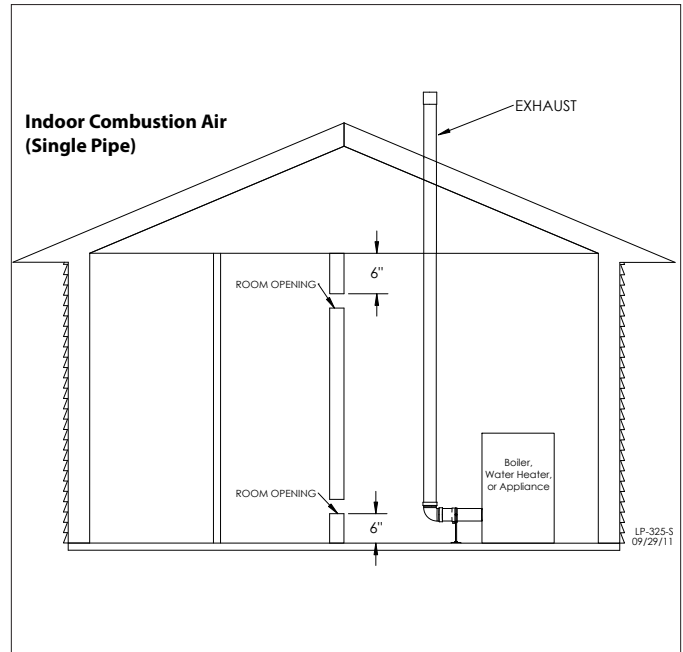 Indoor Combustion Air
(Single Pipe)
EXHAUST
6"
ROOM OPENING
Boiler,
Water Heater,
or Appliance
ROOM OPENING
6"
LP-325-S
09/29/11